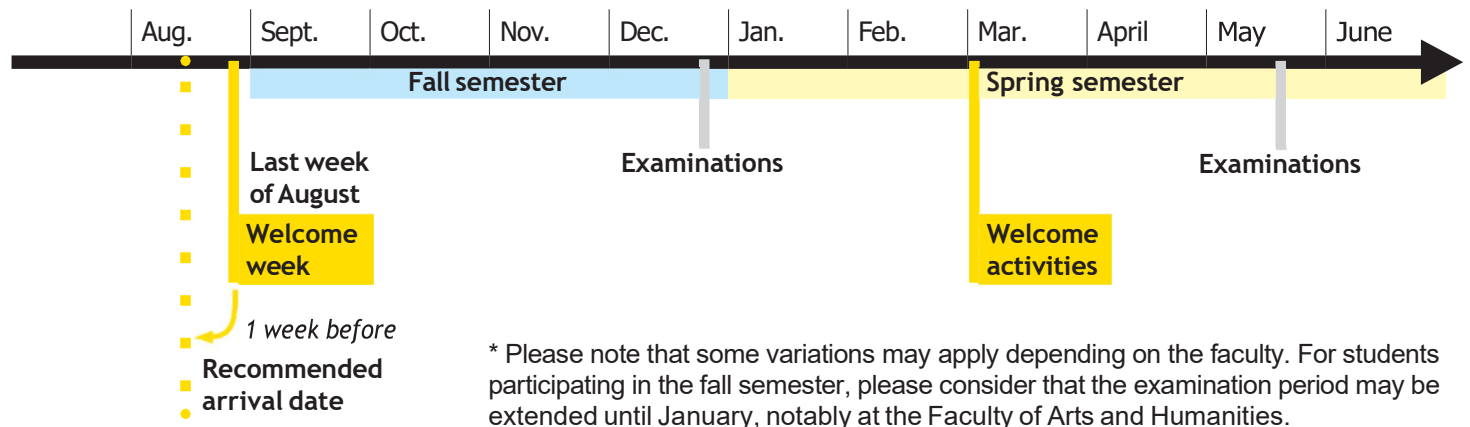 Aug. Sept. Oct. Nov. Dec. Jan. Feb. Mar. April May June
Fall semester Spring semester
Last week
of August
Examinations
Examinations
Welcome
week
Welcome
activities
1 week before
Recommended
arrival date
* Please note that some variations may apply depending on the faculty. For students
participating in the fall semester, please consider that the examination period may be
extended until January, notably at the Faculty of Arts and Humanities.